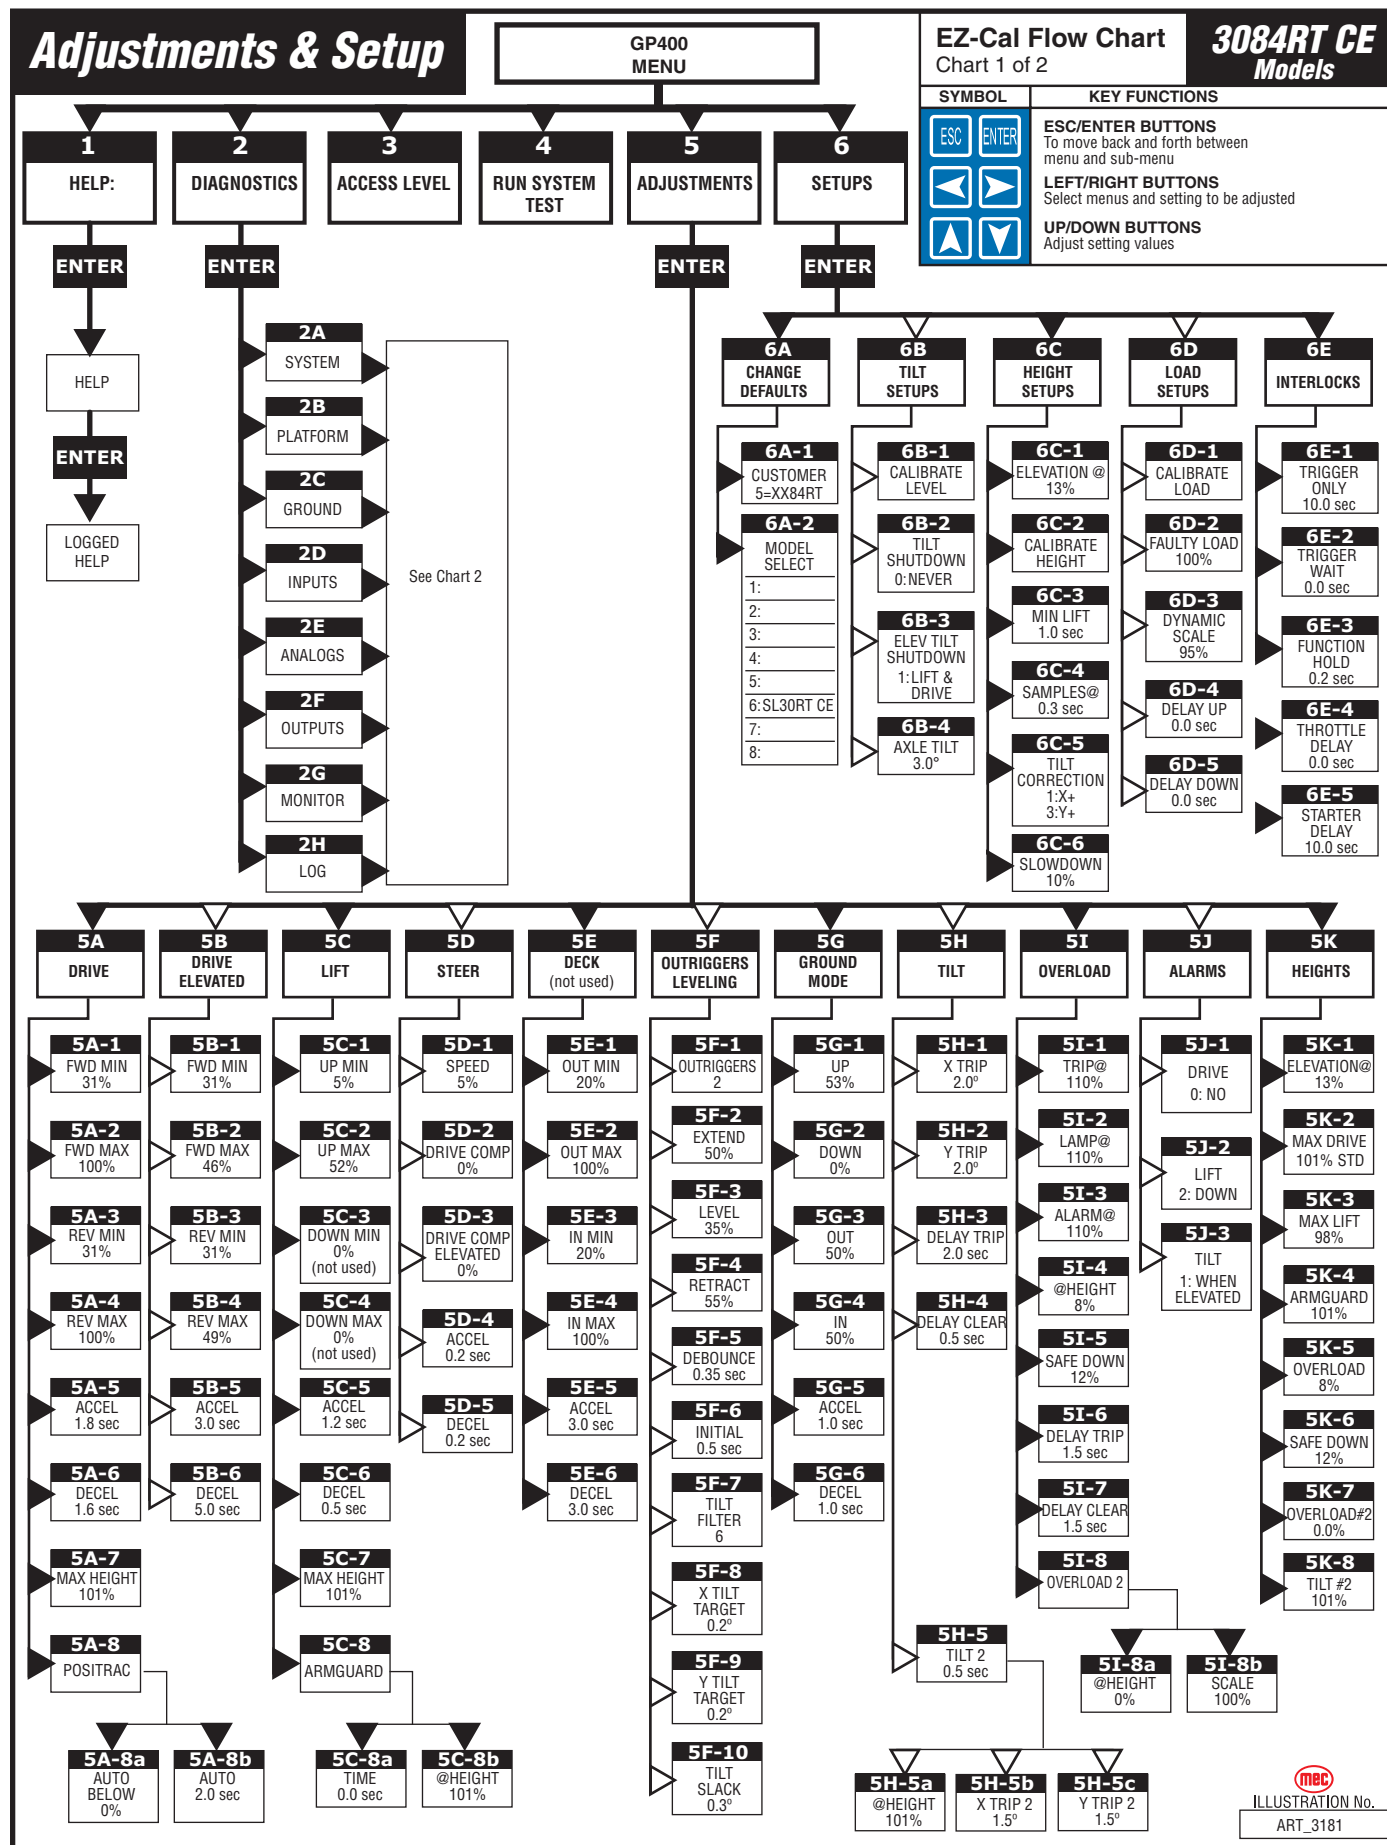 Adjustments & Setup
GP400
MENU
EZ-Cal Flow Chart
Chart 1 of 2
3084RT CE
Models
SYMBOL
KEY FUNCTIONS
ESC
ENTER
ESC/ENTER BUTTONS
To move back and forth between
menu and sub-menu
LEFT/RIGHT BUTTONS
Select menus and setting to be adjusted
UP/DOWN BUTTONS
Adjust setting values
1
HELP:
2
DIAGNOSTICS
3
ACCESS LEVEL
4
RUN SYSTEM
TEST
5
ADJUSTMENTS
6
SETUPS
ENTER
ENTER
ENTER
ENTER
HELP
ENTER
LOGGED
HELP
2A
SYSTEM
2B
PLATFORM
2C
GROUND
2D
INPUTS
2E
ANALOGS
2F
OUTPUTS
2G
MONITOR
2H
LOG
See Chart 2
6A
CHANGE
DEFAULTS
6A-1
CUSTOMER
5=XX84RT
6A-2
MODEL
SELECT
1:
2:
3:
4:
5:
6:SL30RT CE
7:
8:
6B
TILT
SETUPS
6B-1
CALIBRATE
LEVEL
6B-2
TILT
SHUTDOWN
0:NEVER
6B-3
ELEV TILT
SHUTDOWN
1:LIFT &
DRIVE
6B-4
AXLE TILT
3.0°
6C
HEIGHT
SETUPS
6C-1
ELEVATION @
13%
6C-2
CALIBRATE
HEIGHT
6C-3
MIN LIFT
1.0 sec
6C-4
SAMPLES@
0.3 sec
6C-5
TILT
CORRECTION
1:X+
3:Y+
6C-6
SLOWDOWN
10%
6D
LOAD
SETUPS
6D-1
CALIBRATE
LOAD
6D-2
FAULTY LOAD
100%
6D-3
DYNAMIC
SCALE
95%
6D-4
DELAY UP
0.0 sec
6D-5
DELAY DOWN
0.0 sec
6E
INTERLOCKS
6E-1
TRIGGER
ONLY
10.0 sec
6E-2
TRIGGER
WAIT
0.0 sec
6E-3
FUNCTION
HOLD
0.2 sec
6E-4
THROTTLE
DELAY
0.0 sec
6E-5
STARTER
DELAY
10.0 sec
5A
DRIVE
5A-1
FWD MIN
31%
5A-2
FWD MAX
100%
5A-3
REV MIN
31%
5A-4
REV MAX
100%
5A-5
ACCEL
1.8 sec
5A-6
DECEL
1.6 sec
5A-7
MAX HEIGHT
101%
5A-8
POSITRAC
5A-8a
AUTO
BELOW
0%
5A-8b
AUTO
2.0 sec
5B
DRIVE
ELEVATED
5B-1
FWD MIN
31%
5B-2
FWD MAX
46%
5B-3
REV MIN
31%
5B-4
REV MAX
49%
5B-5
ACCEL
3.0 sec
5B-6
DECEL
5.0 sec
5C
LIFT
5C-1
UP MIN
5%
5C-2
UP MAX
52%
5C-3
DOWN MIN
0%
(not used)
5C-4
DOWN MAX
0%
(not used)
5C-5
ACCEL
1.2 sec
5C-6
DECEL
0.5 sec
5C-7
MAX HEIGHT
101%
5C-8
ARMGUARD
5C-8a
TIME
0.0 sec
5C-8b
@HEIGHT
101%
5D
STEER
5D-1
SPEED
5%
5D-2
DRIVE COMP
0%
5D-3
DRIVE COMP
ELEVATED
0%
5D-4
ACCEL
0.2 sec
5D-5
DECEL
0.2 sec
5E
DECK
(not used)
5E-1
OUT MIN
20%
5E-2
OUT MAX
100%
5E-3
IN MIN
20%
5E-4
IN MAX
100%
5E-5
ACCEL
3.0 sec
5E-6
DECEL
3.0 sec
5F
OUTRIGGERS
LEVELING
5F-1
OUTRIGGERS
2
5F-2
EXTEND
50%
5F-3
LEVEL
35%
5F-4
RETRACT
55%
5F-5
DEBOUNCE
0.35 sec
5F-6
INITIAL
0.5 sec
5F-7
TILT
FILTER
6
5F-8
X TILT
TARGET
0.2°
5F-9
Y TILT
TARGET
0.2°
5F-10
TILT
SLACK
0.3°
5G
GROUND
MODE
5G-1
UP
53%
5G-2
DOWN
0%
5G-3
OUT
50%
5G-4
IN
50%
5G-5
ACCEL
1.0 sec
5G-6
DECEL
1.0 sec
5H
TILT
5H-1
X TRIP
2.0°
5H-2
Y TRIP
2.0°
5H-3
DELAY TRIP
2.0 sec
5H-4
DELAY CLEAR
0.5 sec
5H-5
TILT 2
0.5 sec
5H-5a
@HEIGHT
101%
5H-5b
X TRIP 2
1.5°
5H-5c
Y TRIP 2
1.5°
5I
OVERLOAD
5I-1
TRIP@
110%
5I-2
LAMP@
110%
5I-3
ALARM@
110%
5I-4
@HEIGHT
8%
5I-5
SAFE DOWN
12%
5I-6
DELAY TRIP
1.5 sec
5I-7
DELAY CLEAR
1.5 sec
5I-8
OVERLOAD 2
5I-8a
@HEIGHT
0%
5I-8b
SCALE
100%
5J
ALARMS
5J-1
DRIVE
0: NO
5J-2
LIFT
2: DOWN
5J-3
TILT
1: WHEN
ELEVATED
5K
HEIGHTS
5K-1
ELEVATION@
13%
5K-2
MAX DRIVE
101% STD
5K-3
MAX LIFT
98%
5K-4
ARMGUARD
101%
5K-5
OVERLOAD
8%
5K-6
SAFE DOWN
12%
5K-7
OVERLOAD#2
0.0%
5K-8
TILT #2
101%
mec
ILLUSTRATION No.
ART_3181